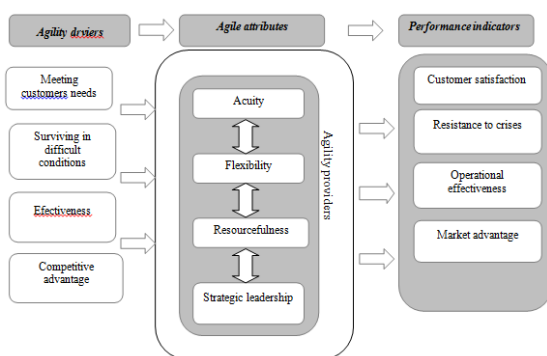 Agility drviers
Agile attributes
Performance indicators
Meeting
customers needs
Surviving in
difficult
conditions
Efectiveness
Competitive
advantage
Acuity
Flexibility
Resourcefulness
Strategic leadership
Agility providers
Customer satisfaction
Resistance to crises
Operational
effectiveness
Market advantage